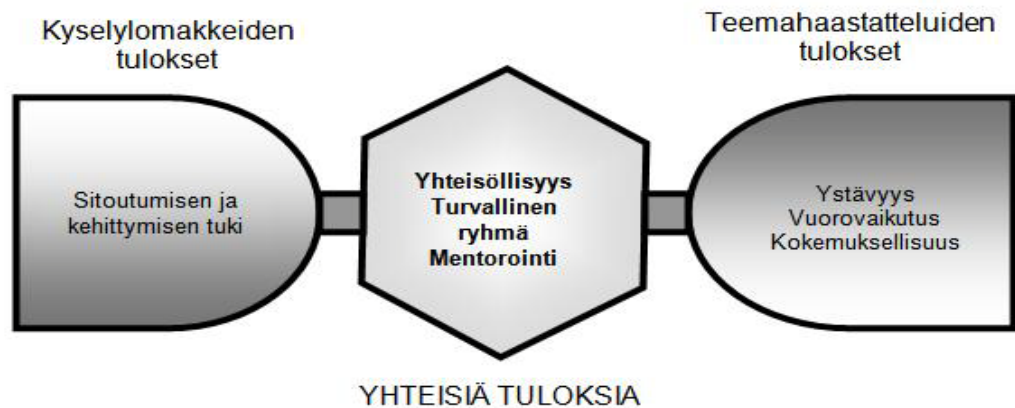 Kyselylomakkeiden
tulokset
Teemahaastatteluiden
tulokset
Sitoutumisen ja
kehittymisen tuki
Yhteisöllisyys
Turvallinen
ryhmä
Mentorointi
Ystävyys
Vuorovaikutus
Kokemuksellisuus
YHTEISIÄ TULOKSIA